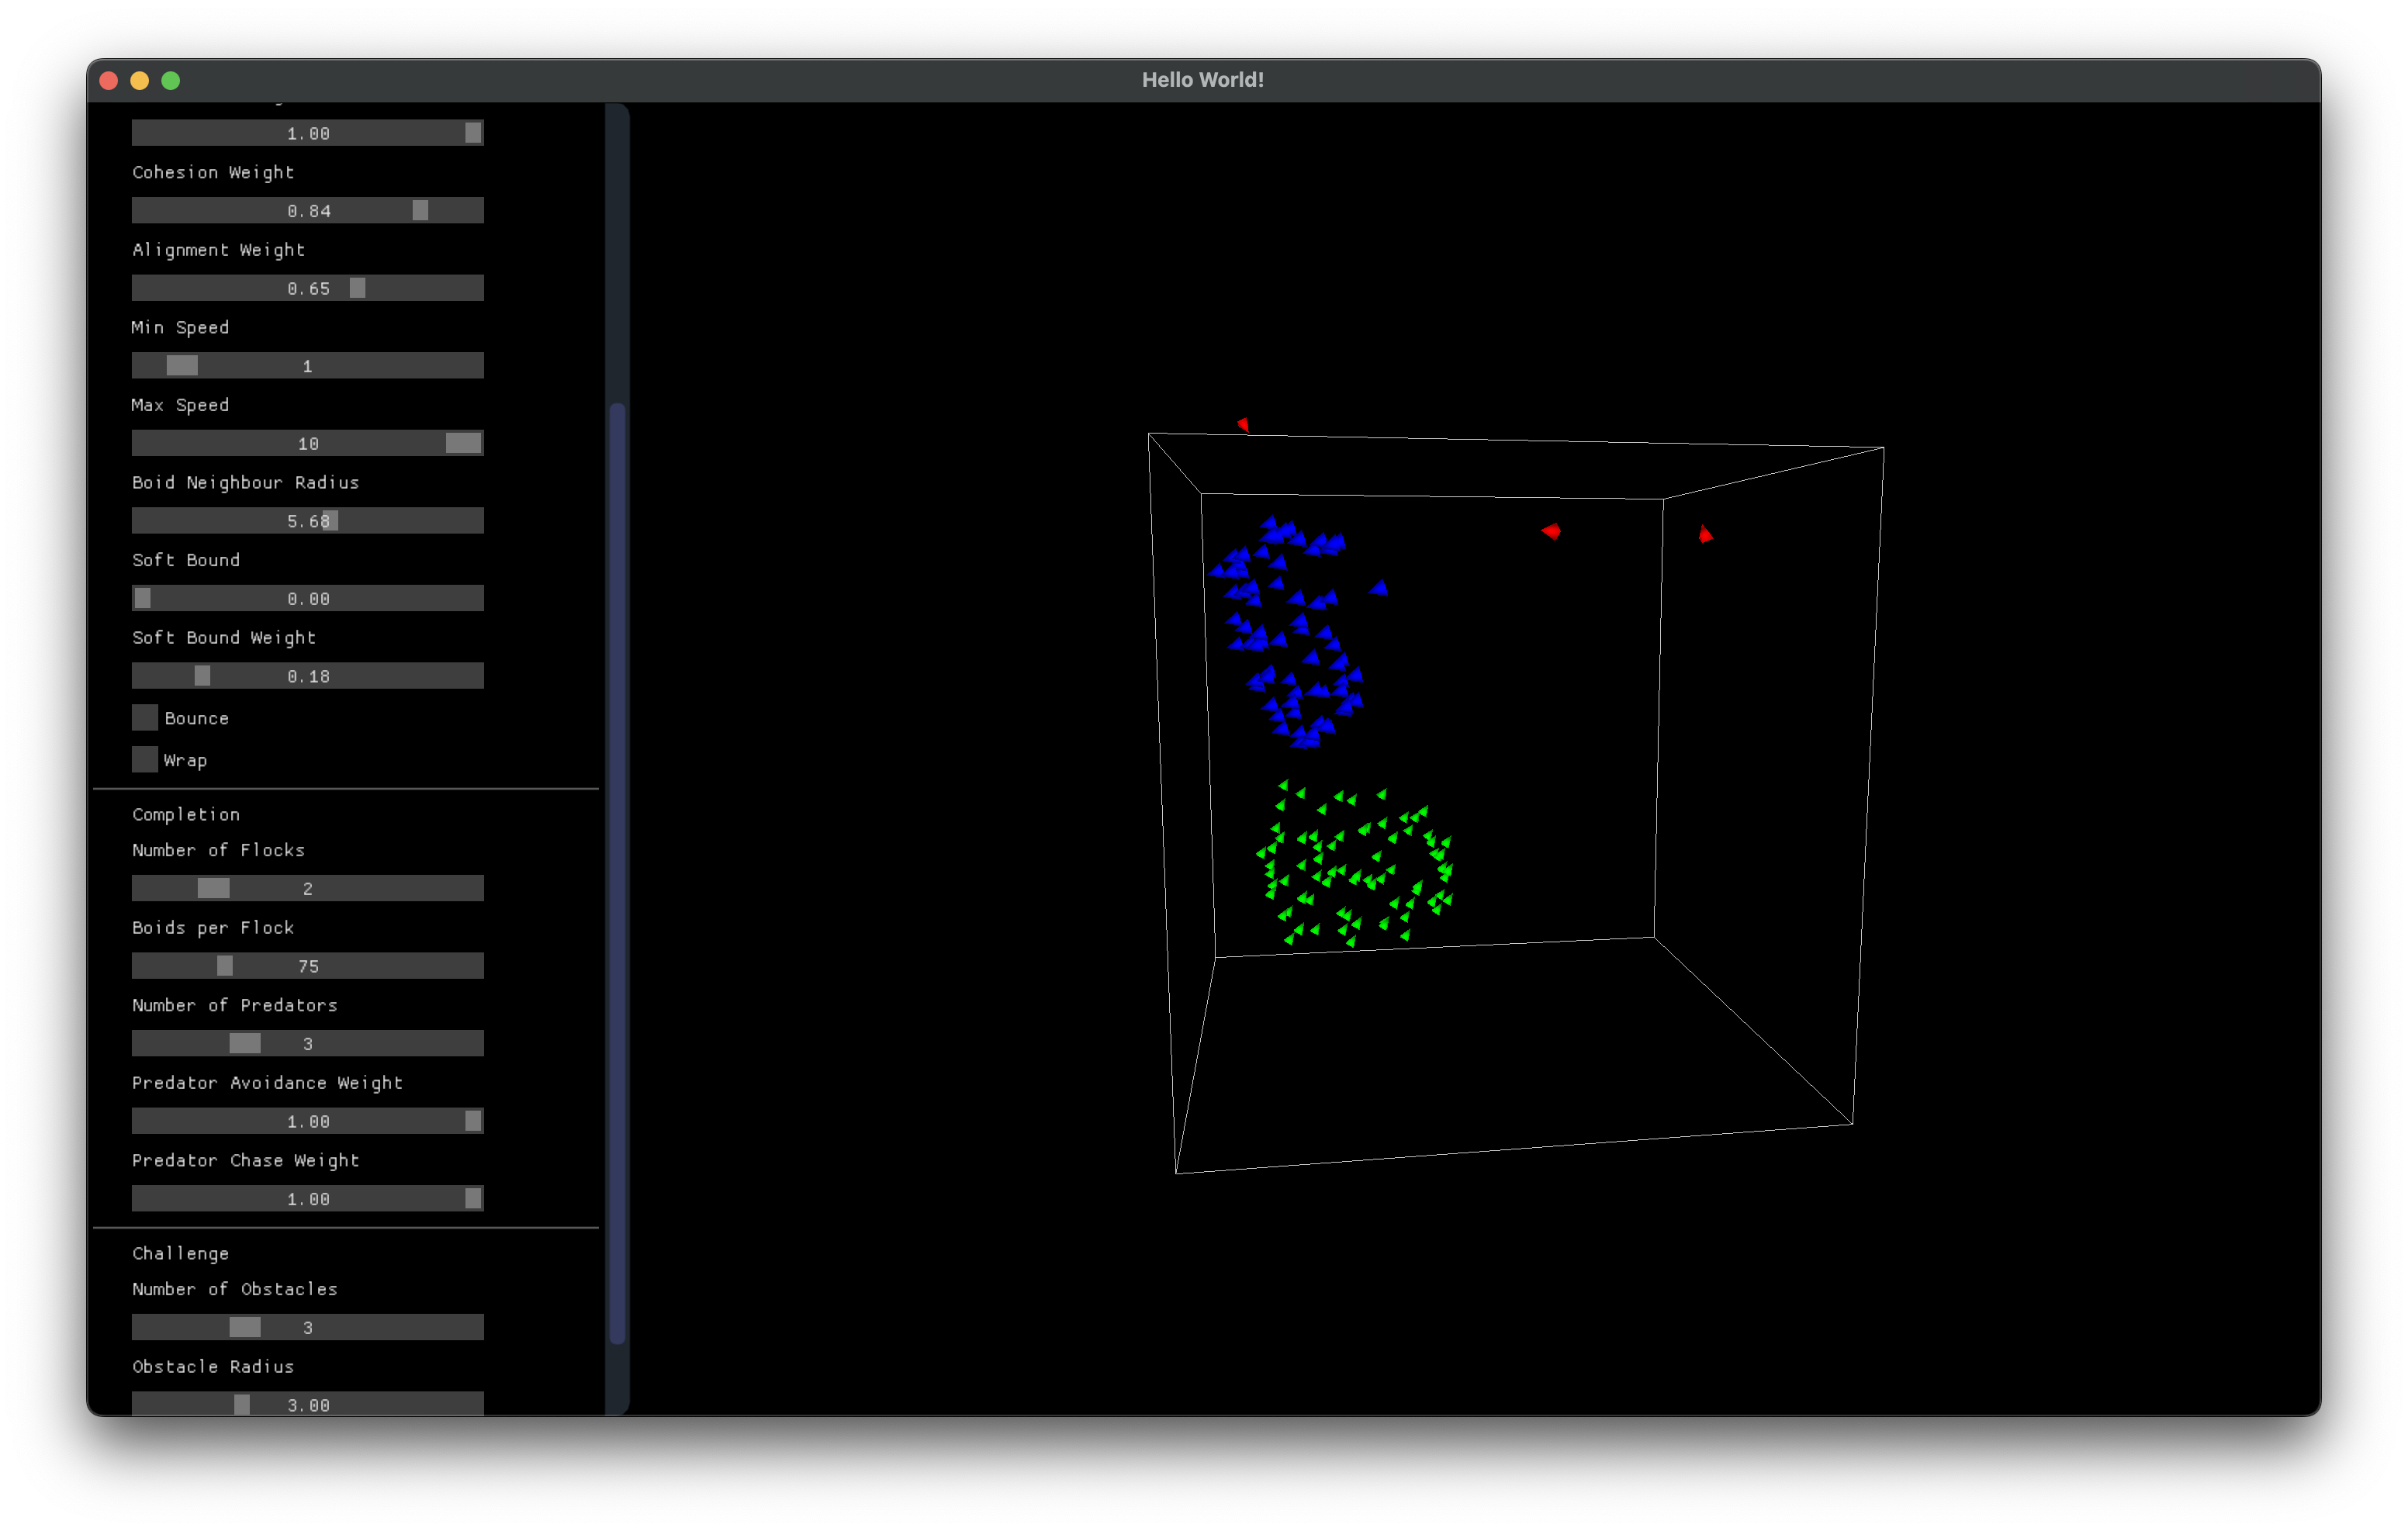 Hello World!
1.00
Cohesion Weight
0.84
Alignment Weight
0.65
Min Speed
1
Max Speed
10
Boid Neighbour Radius
5.68
Soft Bound
0.00
Soft Bound Weight
0.18
Bounce
Wrap
Completion
Number of Flocks
2
Boids per Flock
75
Number of Predators
3
Predator Avoidance Weight
1.00
Predator Chase Weight
1.00
Challenge
Number of Obstacles
3
Obstacle Radius
3.00